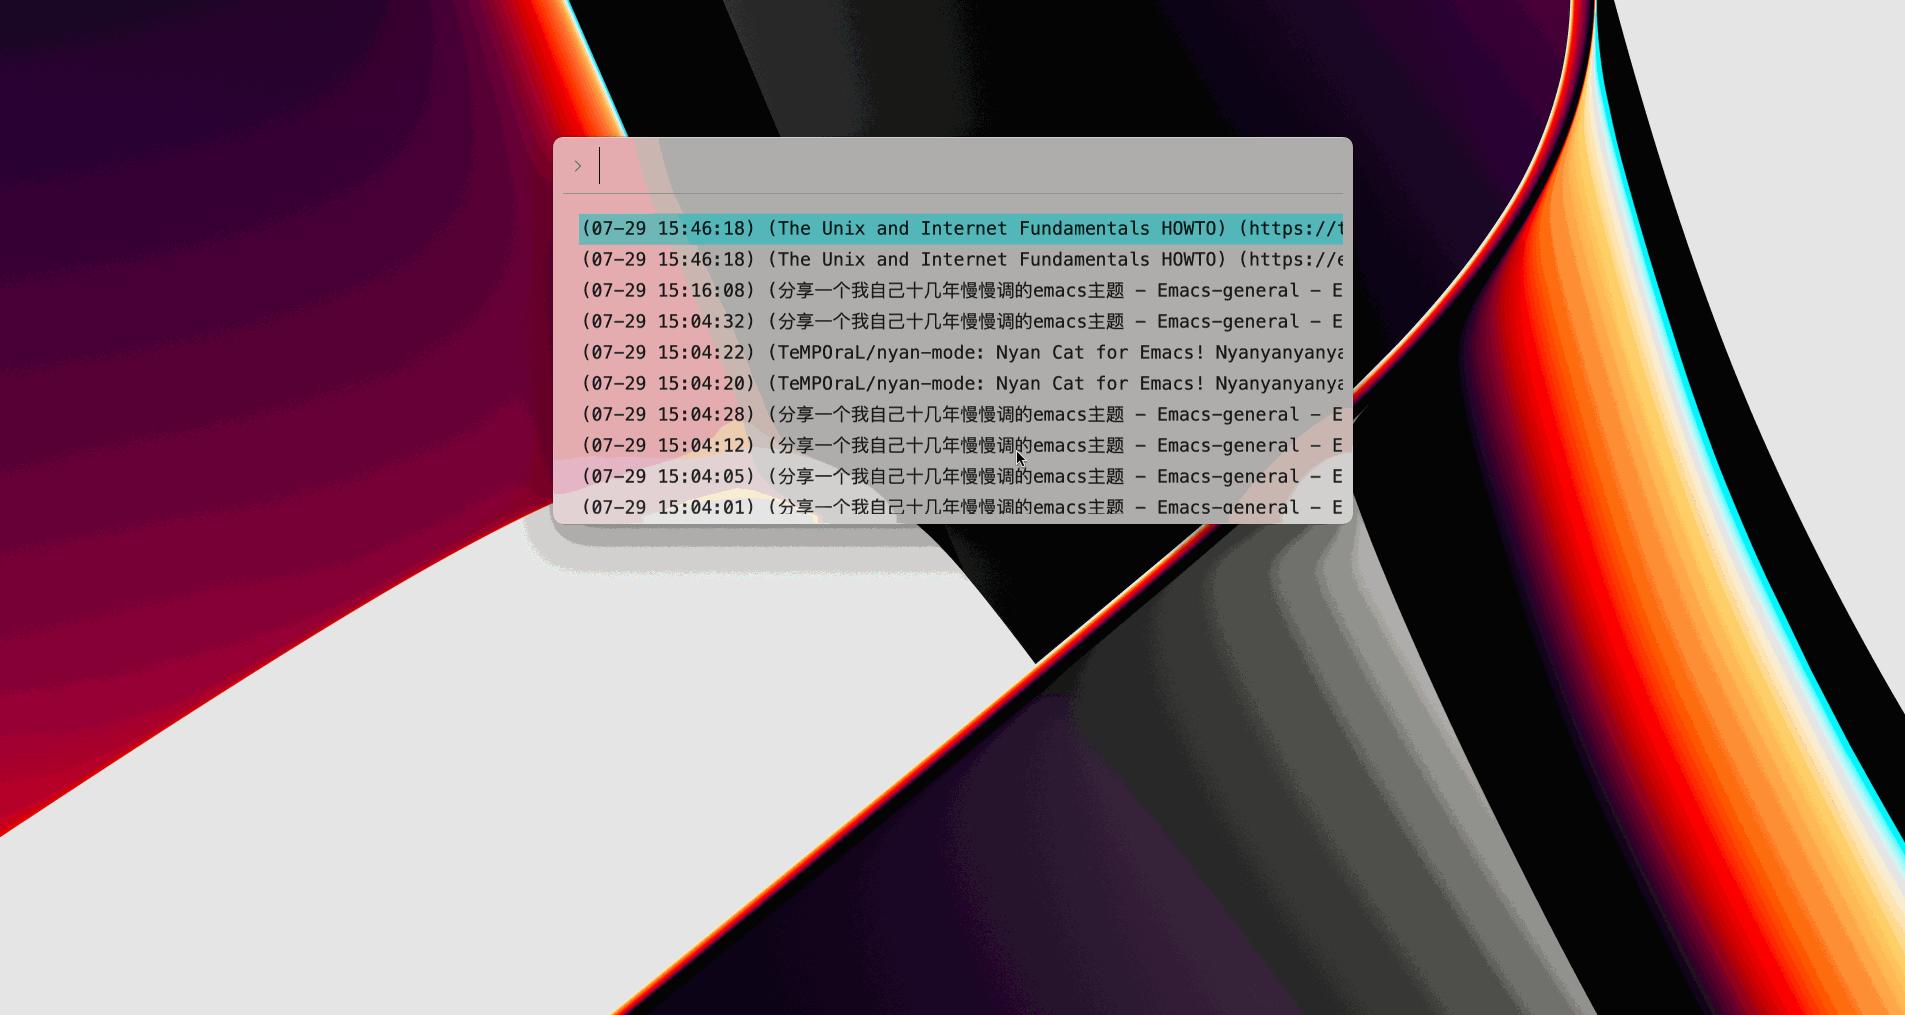 >
(07-29 15:46:18) (The Unix and Internet Fundamentals HOWTO) (https://t
(07-29 15:46:18) (The Unix and Internet Fundamentals HOWTO) (https://e
(07-29 15:16:08) (分享一个我自己十几年慢慢调的emacs主题 - Emacs-general - E
(07-29 15:04:32) (分享一个我自己十几年慢慢调的emacs主题 - Emacs-general - E
(07-29 15:04:22) (TeMPOraL/nyan-mode: Nyan Cat for Emacs! Nyanyanyanya
(07-29 15:04:20) (TeMPOraL/nyan-mode: Nyan Cat for Emacs! Nyanyanyanya
(07-29 15:04:28) (分享一个我自己十几年慢慢调的emacs主题 - Emacs-general - E
(07-29 15:04:12) (分享一个我自己十几年慢慢调的emacs主题 - Emacs-general - E
(07-29 15:04:05) (分享一个我自己十几年慢慢调的emacs主题 - Emacs-general - E
(07-29 15:04:01) (分享一个我自己十几年慢慢调的emacs主题 - Emacs-general - E